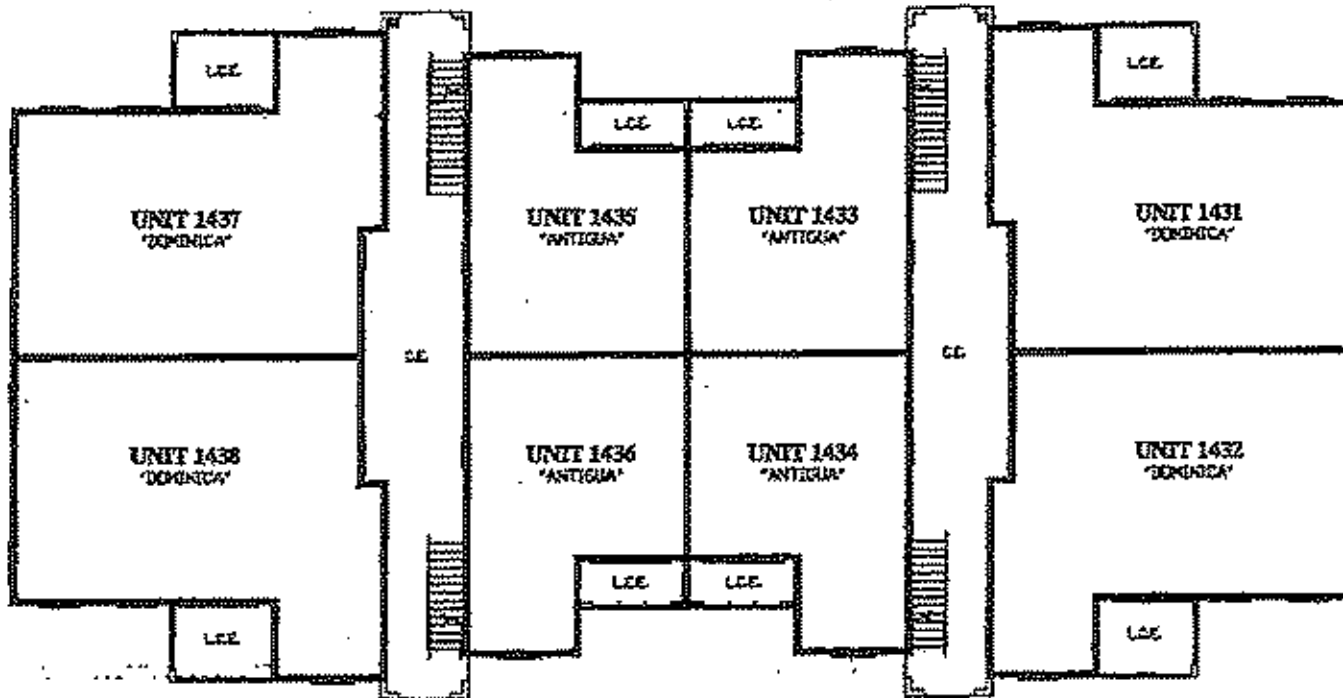 L.C.E.
L.C.E.
L.C.E.
L.C.E.
UNIT 1437
"DOMINICA"
UNIT 1435
"ANTIGUA"
UNIT 1433
"ANTIGUA"
UNIT 1431
"DOMINICA"
C.E.
C.E.
UNIT 1438
"DOMINICA"
UNIT 1436
"ANTIGUA"
UNIT 1434
"ANTIGUA"
UNIT 1432
"DOMINICA"
L.C.E.
L.C.E.
L.C.E.
L.C.E.